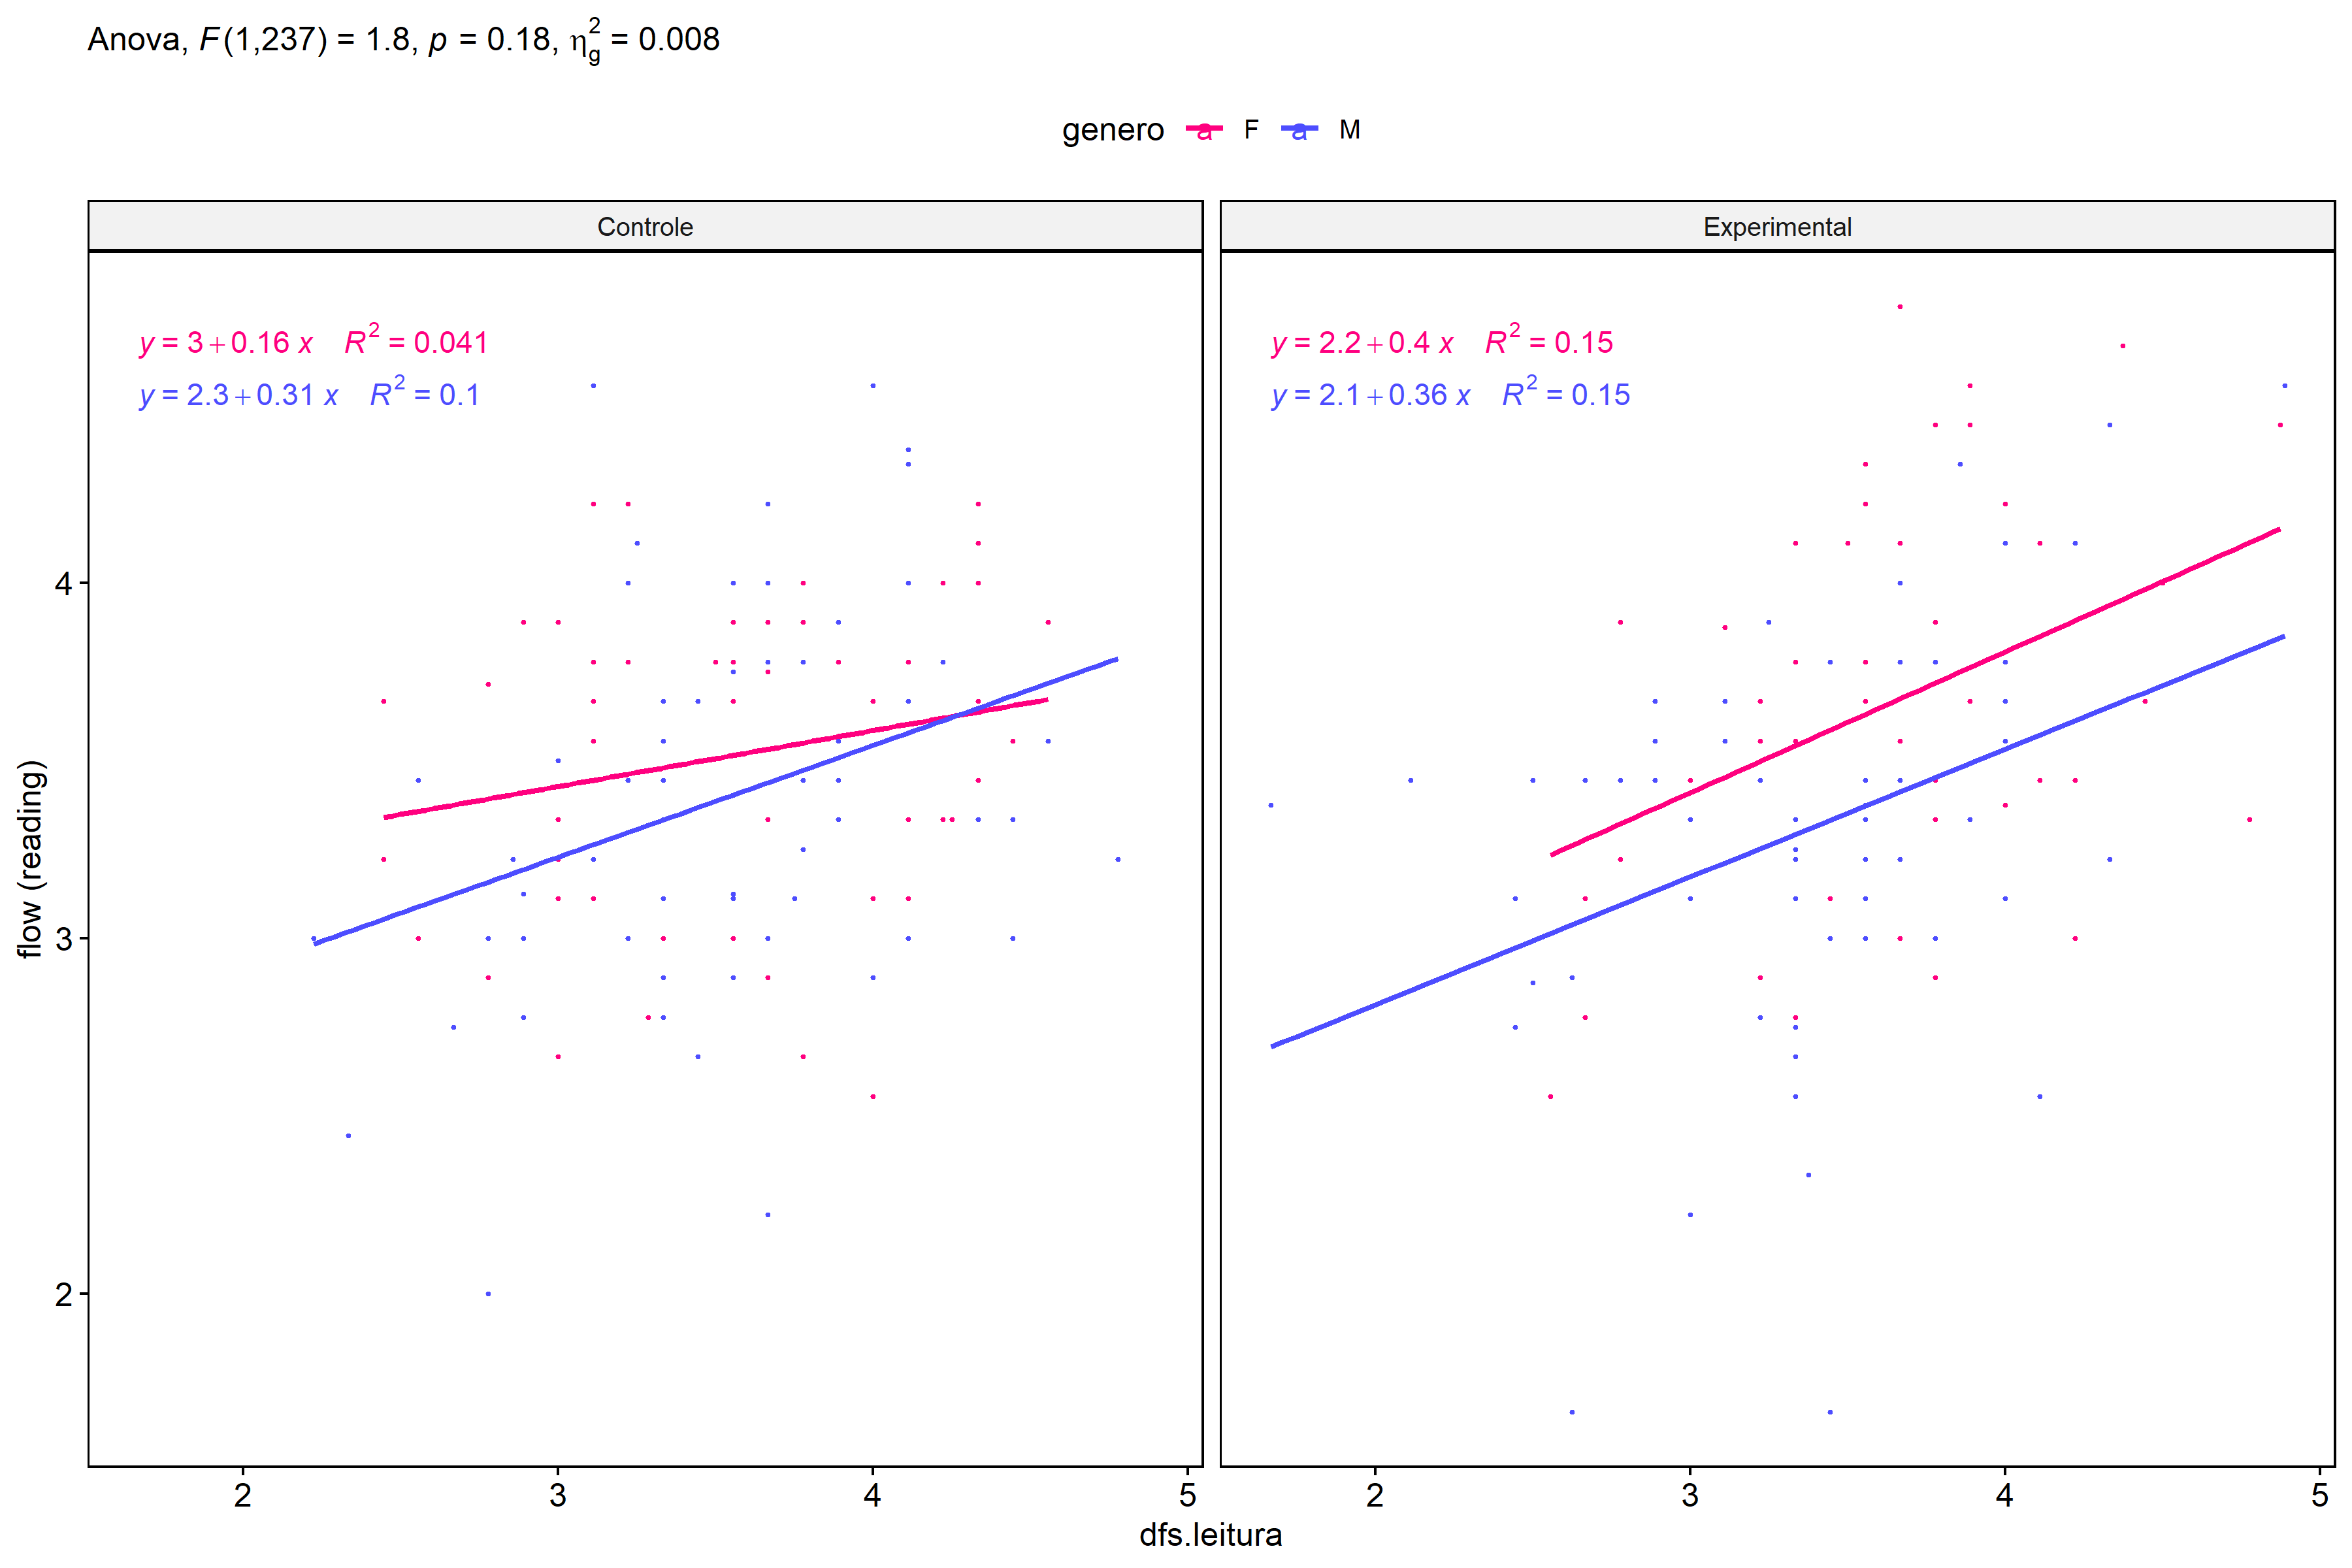 Anova, F(1,237) = 1.8, p = 0.18, η²g = 0.008
genero a F a M
Controle
Experimental
y = 3 + 0.16 x R² = 0.041
y = 2.3 + 0.31 x R² = 0.1
y = 2.2 + 0.4 x R² = 0.15
y = 2.1 + 0.36 x R² = 0.15
flow (reading)
4
3
2
2 3 4 5
2 3 4 5
dfs.leitura